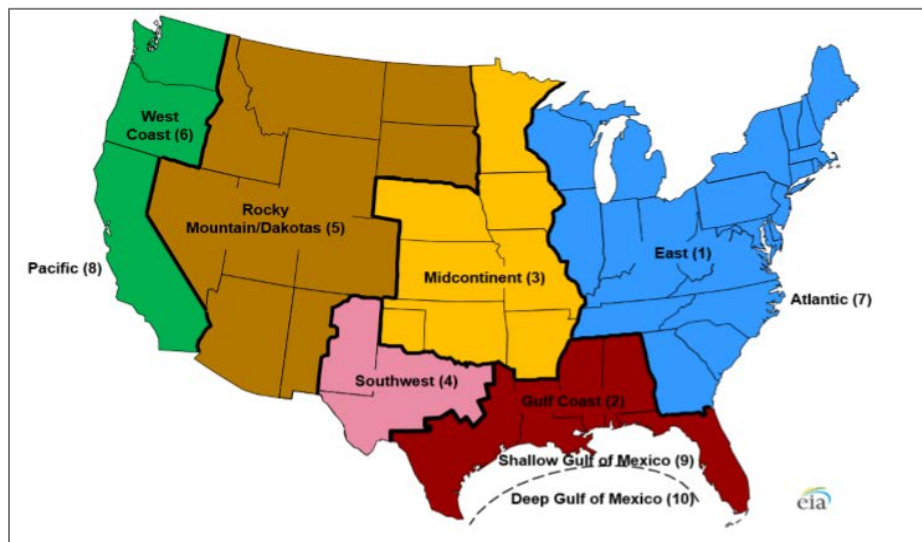 West
Coast (6)
Rocky
Mountain/Dakotas (5)
East (1)
Pacific (8)
Midcontinent (3)
Atlantic (7)
Southwest (4)
Gulf Coast (2)
Shallow Gulf of Mexico (9)
Deep Gulf of Mexico (10)
eia